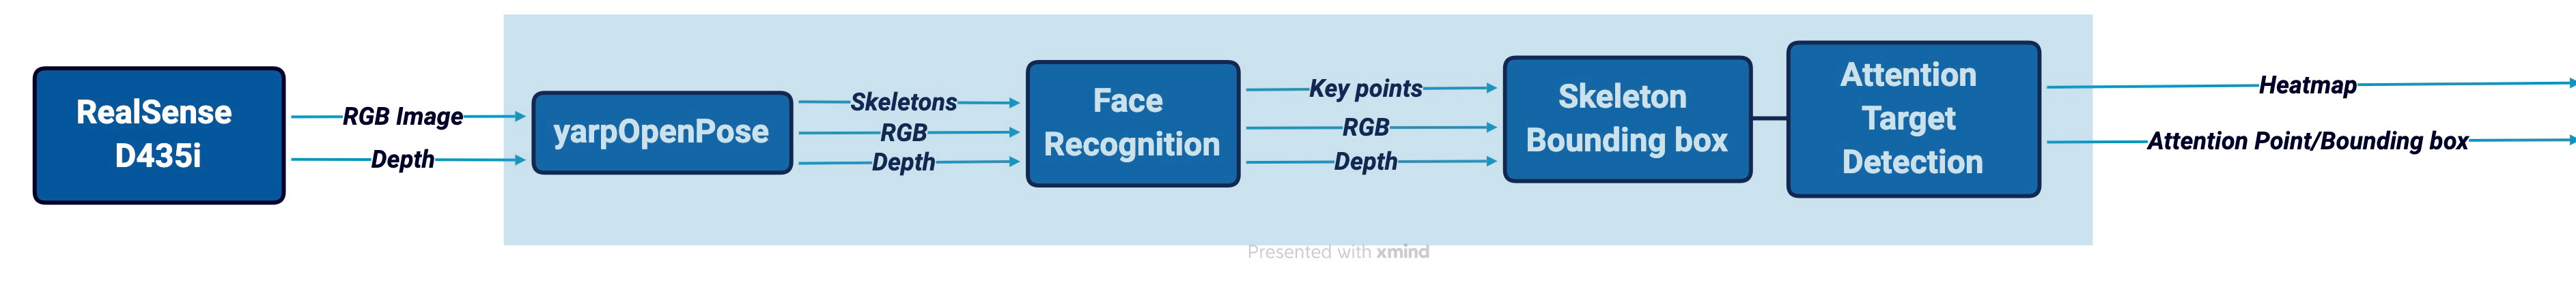 RealSense
D435i
RGB Image
Depth
yarpOpenPose
Skeletons
RGB
Depth
Face
Recognition
Key points
RGB
Depth
Skeleton
Bounding box
Attention
Target
Detection
Heatmap
Attention Point/Bounding box
Presented with xmind